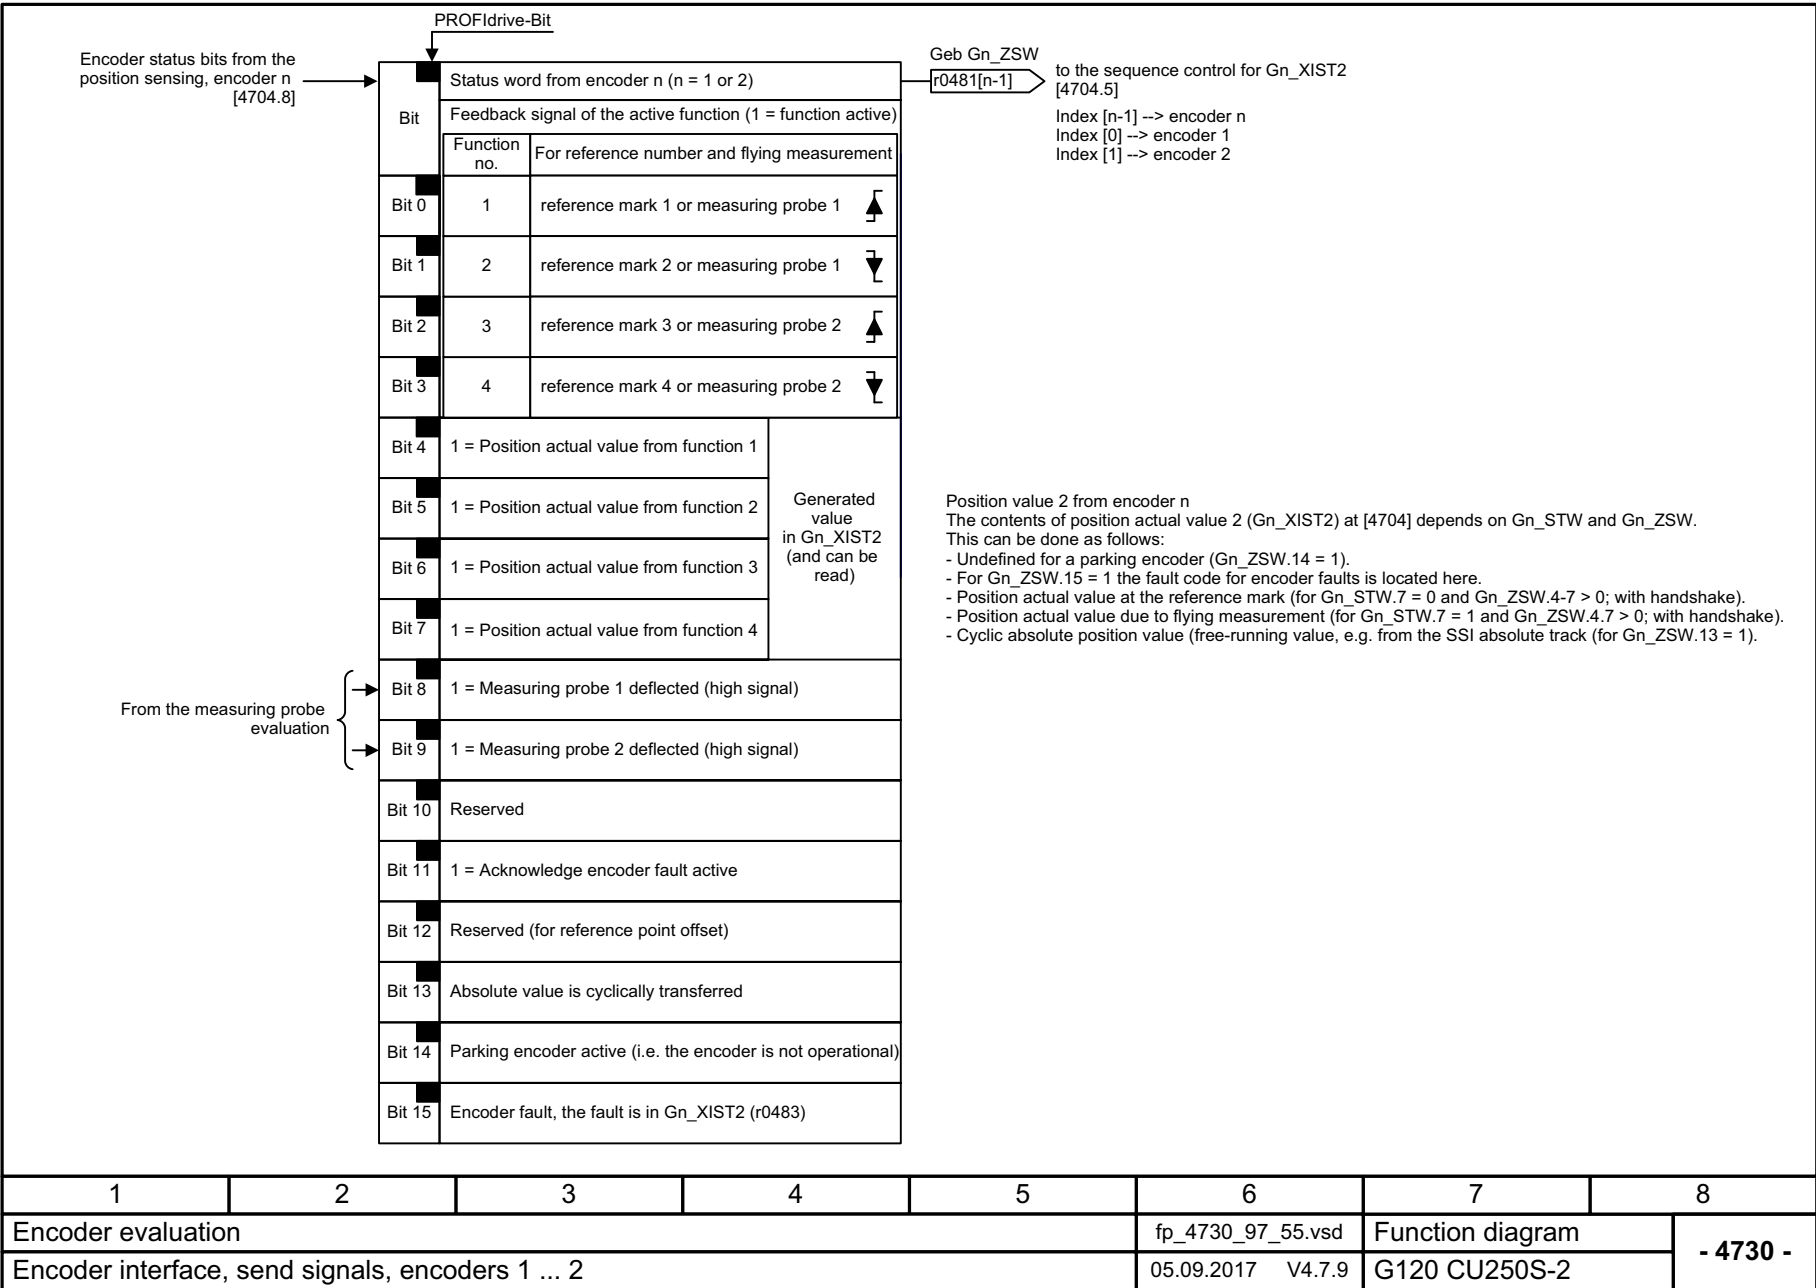 PROFIdrive-Bit
Encoder status bits from the
position sensing, encoder n
[4704.8]
Bit
Status word from encoder n (n = 1 or 2)
Feedback signal of the active function (1 = function active)
Function
no.
For reference number and flying measurement
Geb Gn_ZSW
r0481[n-1]
to the sequence control for Gn_XIST2
[4704.5]
Index [n-1] --> encoder n
Index [0] --> encoder 1
Index [1] --> encoder 2
Bit 0
1
reference mark 1 or measuring probe 1
Bit 1
2
reference mark 2 or measuring probe 1
Bit 2
3
reference mark 3 or measuring probe 2
Bit 3
4
reference mark 4 or measuring probe 2
Bit 4
1 = Position actual value from function 1
Bit 5
1 = Position actual value from function 2
Bit 6
1 = Position actual value from function 3
Bit 7
1 = Position actual value from function 4
Generated
value
in Gn_XIST2
(and can be
read)
Position value 2 from encoder n
The contents of position actual value 2 (Gn_XIST2) at [4704] depends on Gn_STW and Gn_ZSW.
This can be done as follows:
- Undefined for a parking encoder (Gn_ZSW.14 = 1).
- For Gn_ZSW.15 = 1 the fault code for encoder faults is located here.
- Position actual value at the reference mark (for Gn_STW.7 = 0 and Gn_ZSW.4-7 > 0; with handshake).
- Position actual value due to flying measurement (for Gn_STW.7 = 1 and Gn_ZSW.4.7 > 0; with handshake).
- Cyclic absolute position value (free-running value, e.g. from the SSI absolute track (for Gn_ZSW.13 = 1).
From the measuring probe
evaluation
Bit 8
1 = Measuring probe 1 deflected (high signal)
Bit 9
1 = Measuring probe 2 deflected (high signal)
Bit 10
Reserved
Bit 11
1 = Acknowledge encoder fault active
Bit 12
Reserved (for reference point offset)
Bit 13
Absolute value is cyclically transferred
Bit 14
Parking encoder active (i.e. the encoder is not operational)
Bit 15
Encoder fault, the fault is in Gn_XIST2 (r0483)
1 2 3 4 5 6 7 8
Encoder evaluation
fp_4730_97_55.vsd
Function diagram
- 4730 -
Encoder interface, send signals, encoders 1 ... 2
05.09.2017 V4.7.9
G120 CU250S-2